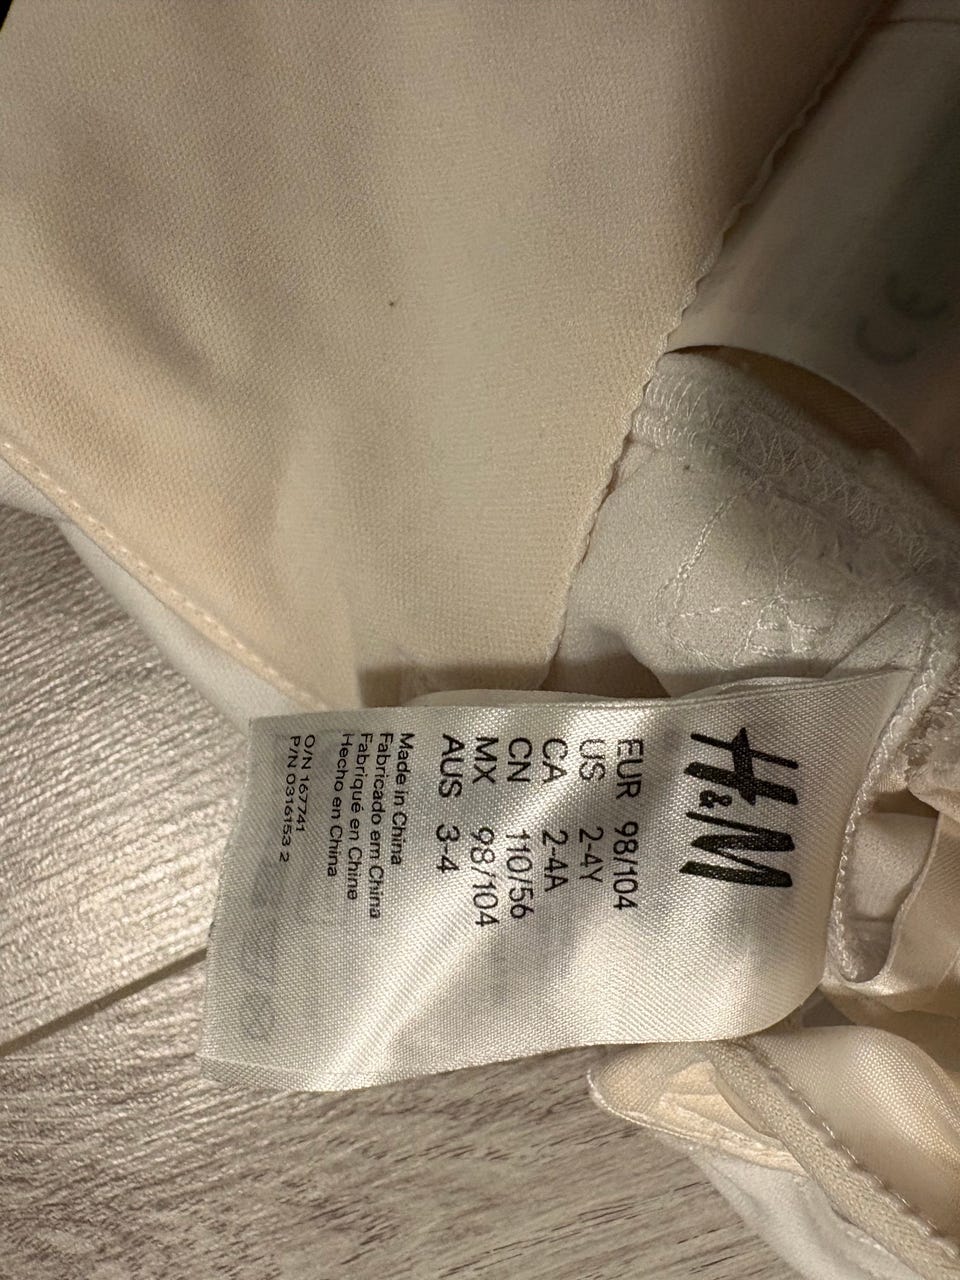 H&M
EUR 98/104
US 2-4Y
CA 2-4A
CN 110/56
MX 98/104
AUS 3-4
Made in China
Fabricado em China
Fabriqué en Chine
Hecho en China
O/N 167741
P/N 0316153 2